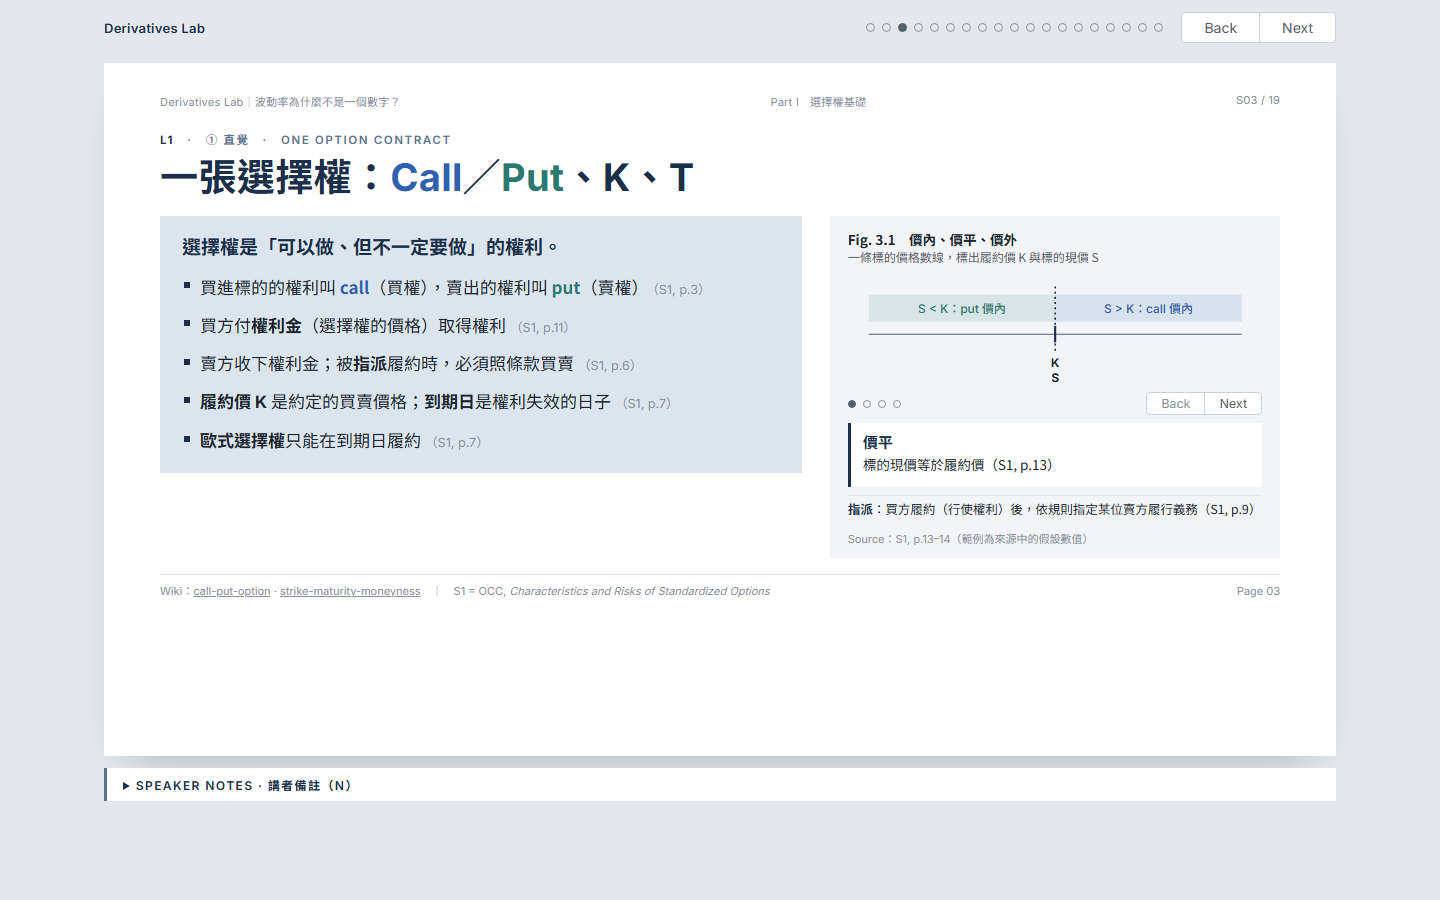 Derivatives Lab
Back
Next
Derivatives Lab｜波動率為什麼不是一個數字？
Part I　選擇權基礎
S03 / 19
L1 · ① 直覺 · ONE OPTION CONTRACT
一張選擇權：Call／Put、K、T
選擇權是「可以做、但不一定要做」的權利。
買進標的的權利叫 call（買權），賣出的權利叫 put（賣權）（S1, p.3）
買方付權利金（選擇權的價格）取得權利（S1, p.11）
賣方收下權利金；被指派履約時，必須照條款買賣（S1, p.6）
履約價 K 是約定的買賣價格；到期日是權利失效的日子（S1, p.7）
歐式選擇權只能在到期日履約（S1, p.7）
Fig. 3.1　價內、價平、價外
一條標的價格數線，標出履約價 K 與標的現價 S
S < K：put 價內
S > K：call 價內
K
S
Back
Next
價平
標的現價等於履約價（S1, p.13）
指派：買方履約（行使權利）後，依規則指定某位賣方履行義務（S1, p.9）
Source：S1, p.13–14（範例為來源中的假設數值）
Wiki：call-put-option · strike-maturity-moneyness ｜ S1 = OCC, Characteristics and Risks of Standardized Options
Page 03
▶ SPEAKER NOTES · 講者備註（N）